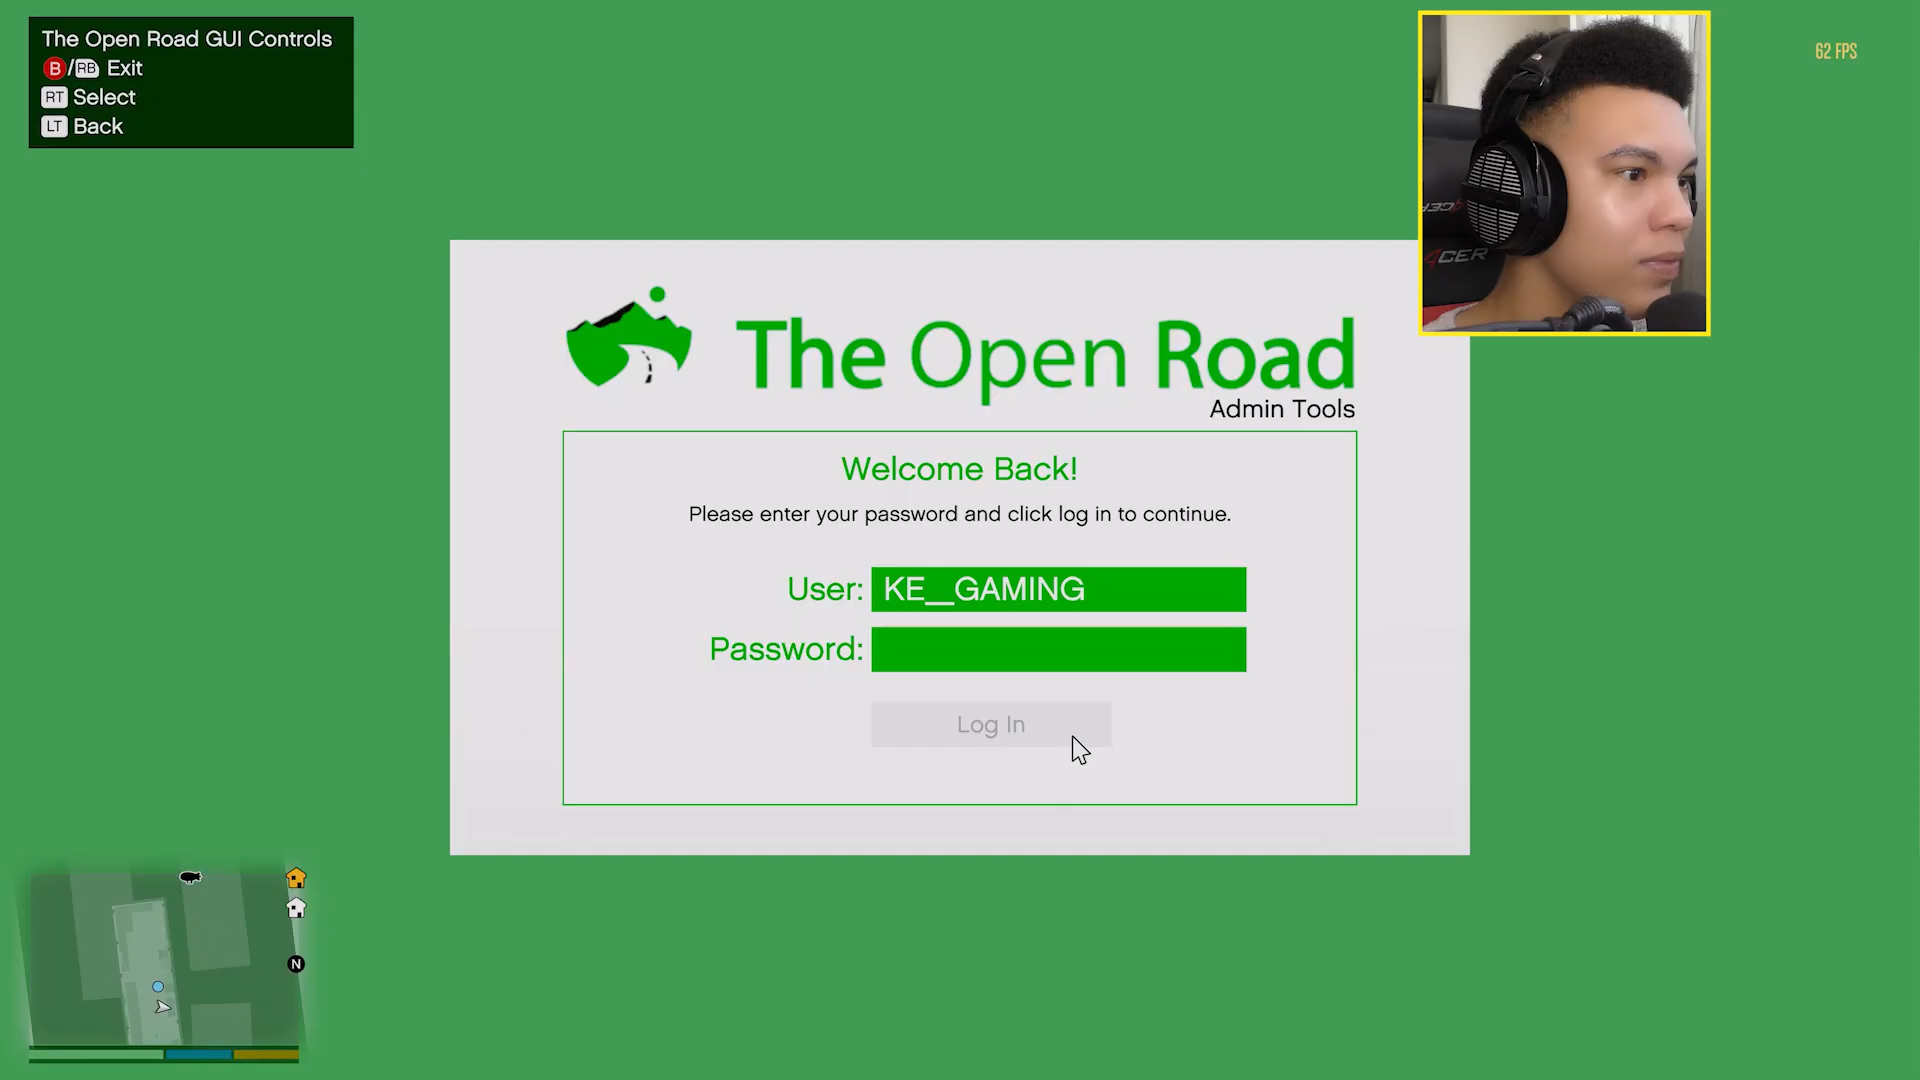 The Open Road GUI Controls
B/RB Exit
RT Select
LT Back
62 FPS
ACER
The Open Road
Admin Tools
Welcome Back!
Please enter your password and click log in to continue.
User: KE__GAMING
Password:
Log In
N